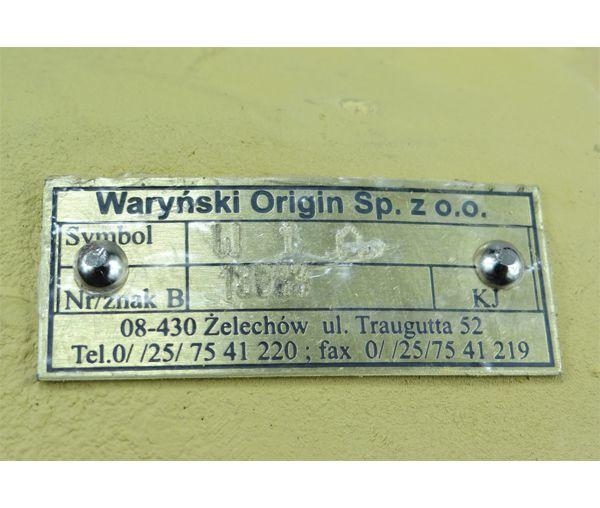 Waryński Origin Sp. z o.o.
Symbol
Nr/znak B KJ
08-430 Żelechów ul. Traugutta 52
Tel.0/ /25/ 75 41 220 ; fax 0/ /25/75 41 219